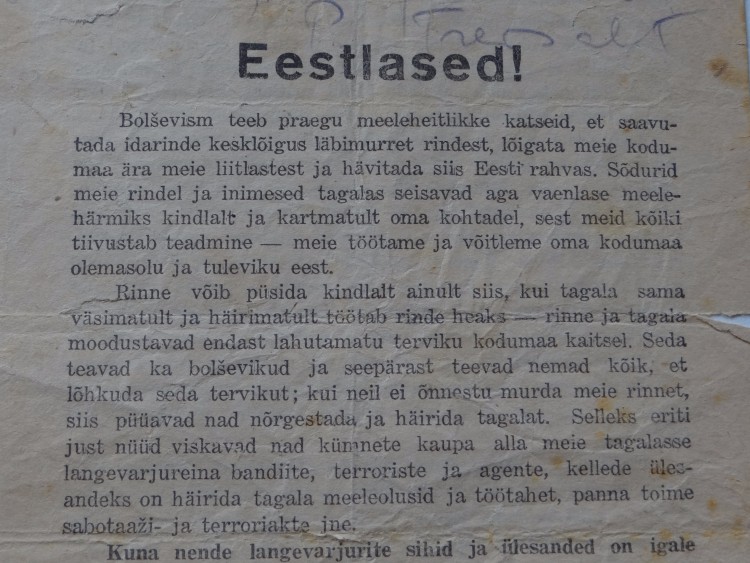 Eestlased!
Bolševism teeb praegu meeleheitlikke katseid, et saavu-
tada idarinde kesklõigus läbimurret rindest, lõigata meie kodu-
maa ära meie liitlastest ja hävitada siis Eesti rahvas. Sõdurid
meie rindel ja inimesed tagalas seisavad aga vaenlase meele-
härmiks kindlalt ja kartmatult oma kohtadel, sest meid kõiki
tiivustab teadmine — meie töötame ja võitleme oma kodumaa
olemasolu ja tuleviku eest.
Rinne võib püsida kindlalt ainult siis, kui tagala sama
väsimatult ja häirimatult töötab rinde heaks — rinne ja tagala
moodustavad endast lahutamatu terviku kodumaa kaitsel. Seda
teavad ka bolševikud ja seepärast teevad nemad kõik, et
lõhkuda seda tervikut; kui neil ei õnnestu murda meie rinnet,
siis püüavad nad nõrgestada ja häirida tagalat. Selleks eriti
just nüüd viskavad nad kümnete kaupa alla meie tagalasse
langevarjureina bandiite, terroriste ja agente, kellede üles-
andeks on häirida tagala meeleolusid ja töötahet, panna toime
sabotaaži- ja terroriakte jne.
Kuna nende langevarjurite sihid ja ülesanded on igale